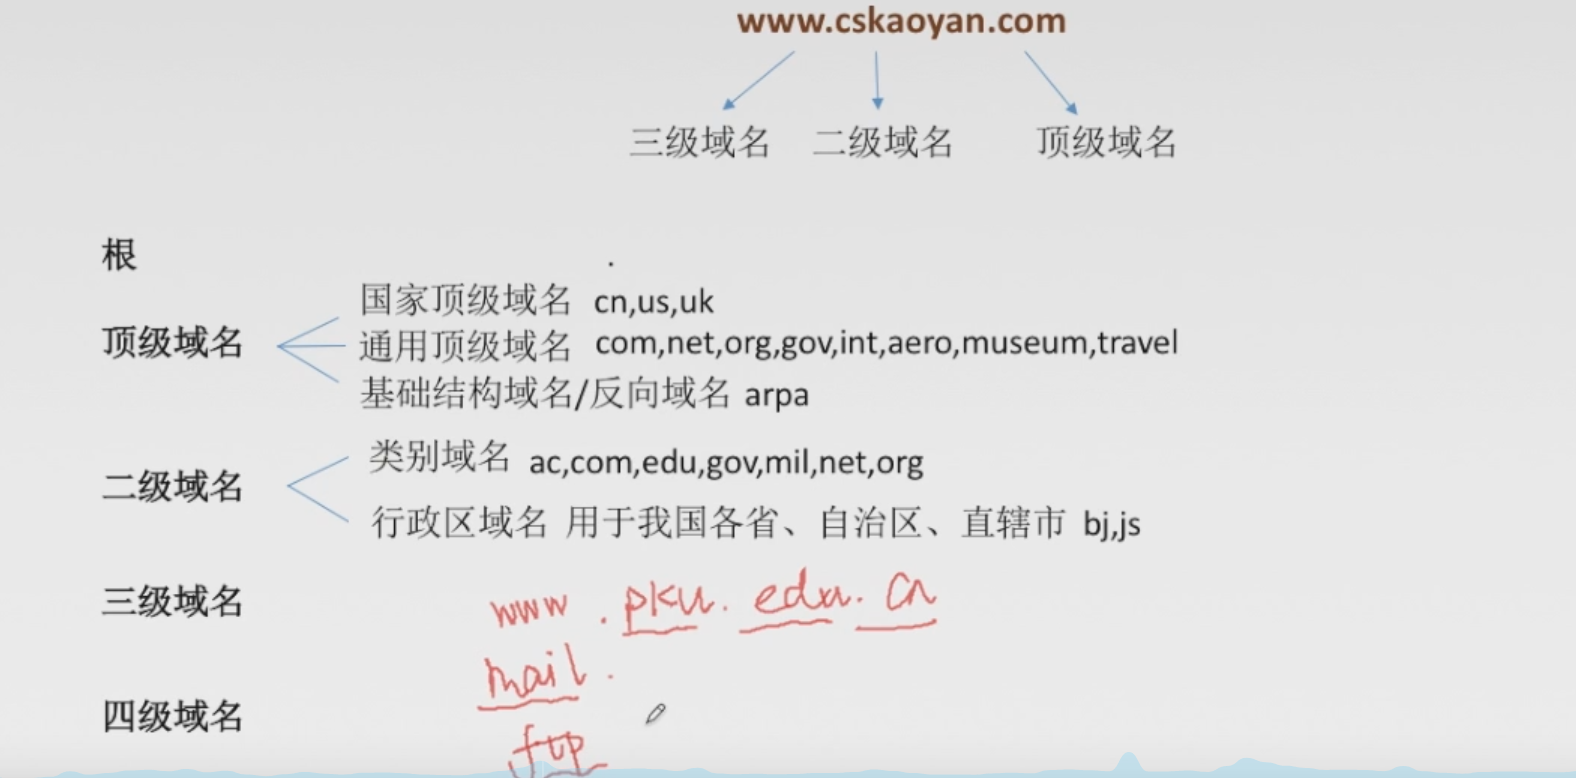 www.cskaoyan.com
三级域名 二级域名 顶级域名
根 .
国家顶级域名 cn,us,uk
顶级域名 通用顶级域名 com,net,org,gov,int,aero,museum,travel
基础结构域名/反向域名 arpa
类别域名 ac,com,edu,gov,mil,net,org
二级域名
行政区域名 用于我国各省、自治区、直辖市 bj,js
三级域名 www.pku.edu.cn
mail.
四级域名
ftp